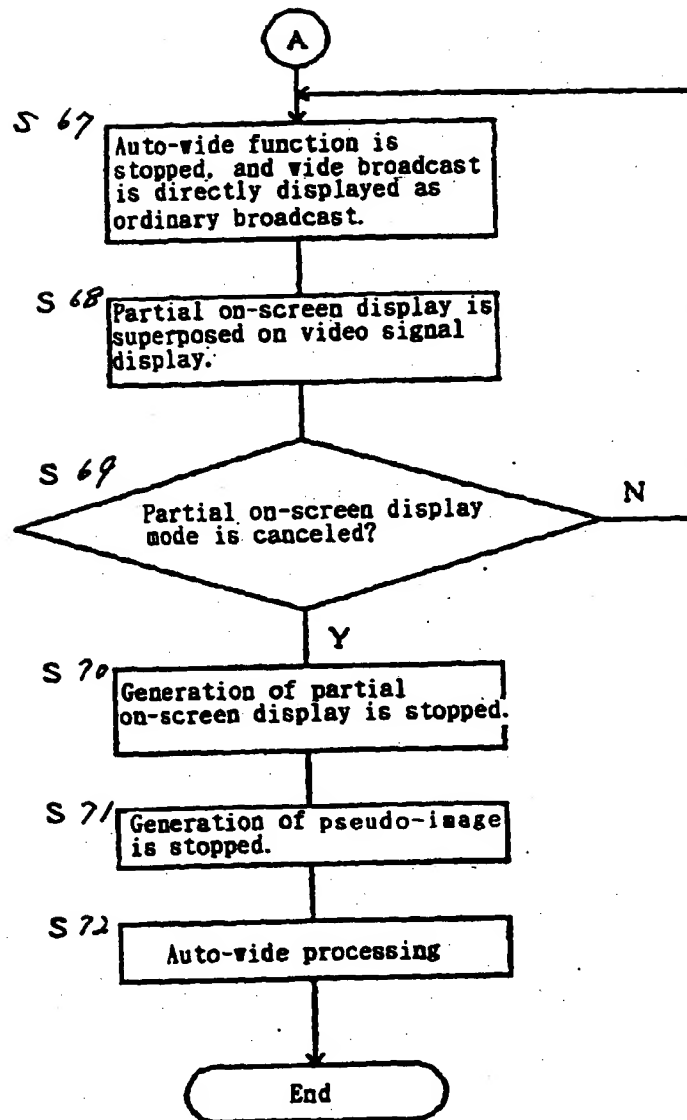 A
S 67
Auto-wide function is
stopped, and wide broadcast
is directly displayed as
ordinary broadcast.
S 68
Partial on-screen display is
superposed on video signal
display.
S 69
Partial on-screen display
mode is canceled?
N
Y
S 70
Generation of partial
on-screen display is stopped.
S 71
Generation of pseudo-image
is stopped.
S 72
Auto-wide processing
End